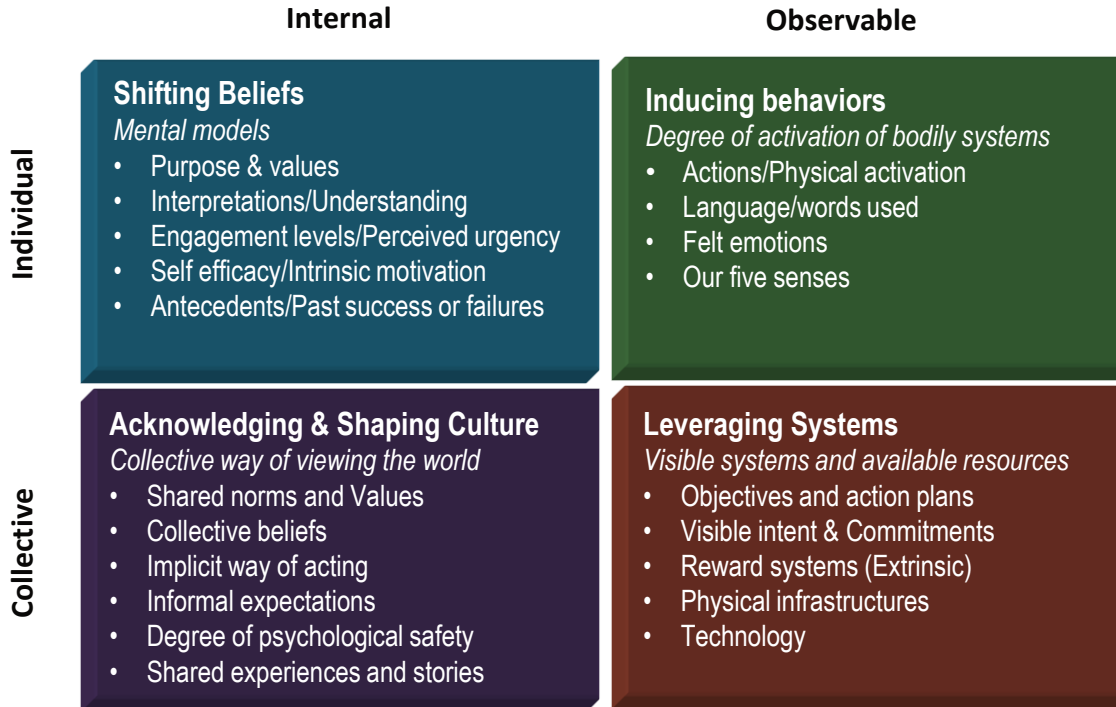 Internal
Observable
Individual
Shifting Beliefs
Mental models
• Purpose & values
• Interpretations/Understanding
• Engagement levels/Perceived urgency
• Self efficacy/Intrinsic motivation
• Antecedents/Past success or failures
Inducing behaviors
Degree of activation of bodily systems
• Actions/Physical activation
• Language/words used
• Felt emotions
• Our five senses
Collective
Acknowledging & Shaping Culture
Collective way of viewing the world
• Shared norms and Values
• Collective beliefs
• Implicit way of acting
• Informal expectations
• Degree of psychological safety
• Shared experiences and stories
Leveraging Systems
Visible systems and available resources
• Objectives and action plans
• Visible intent & Commitments
• Reward systems (Extrinsic)
• Physical infrastructures
• Technology